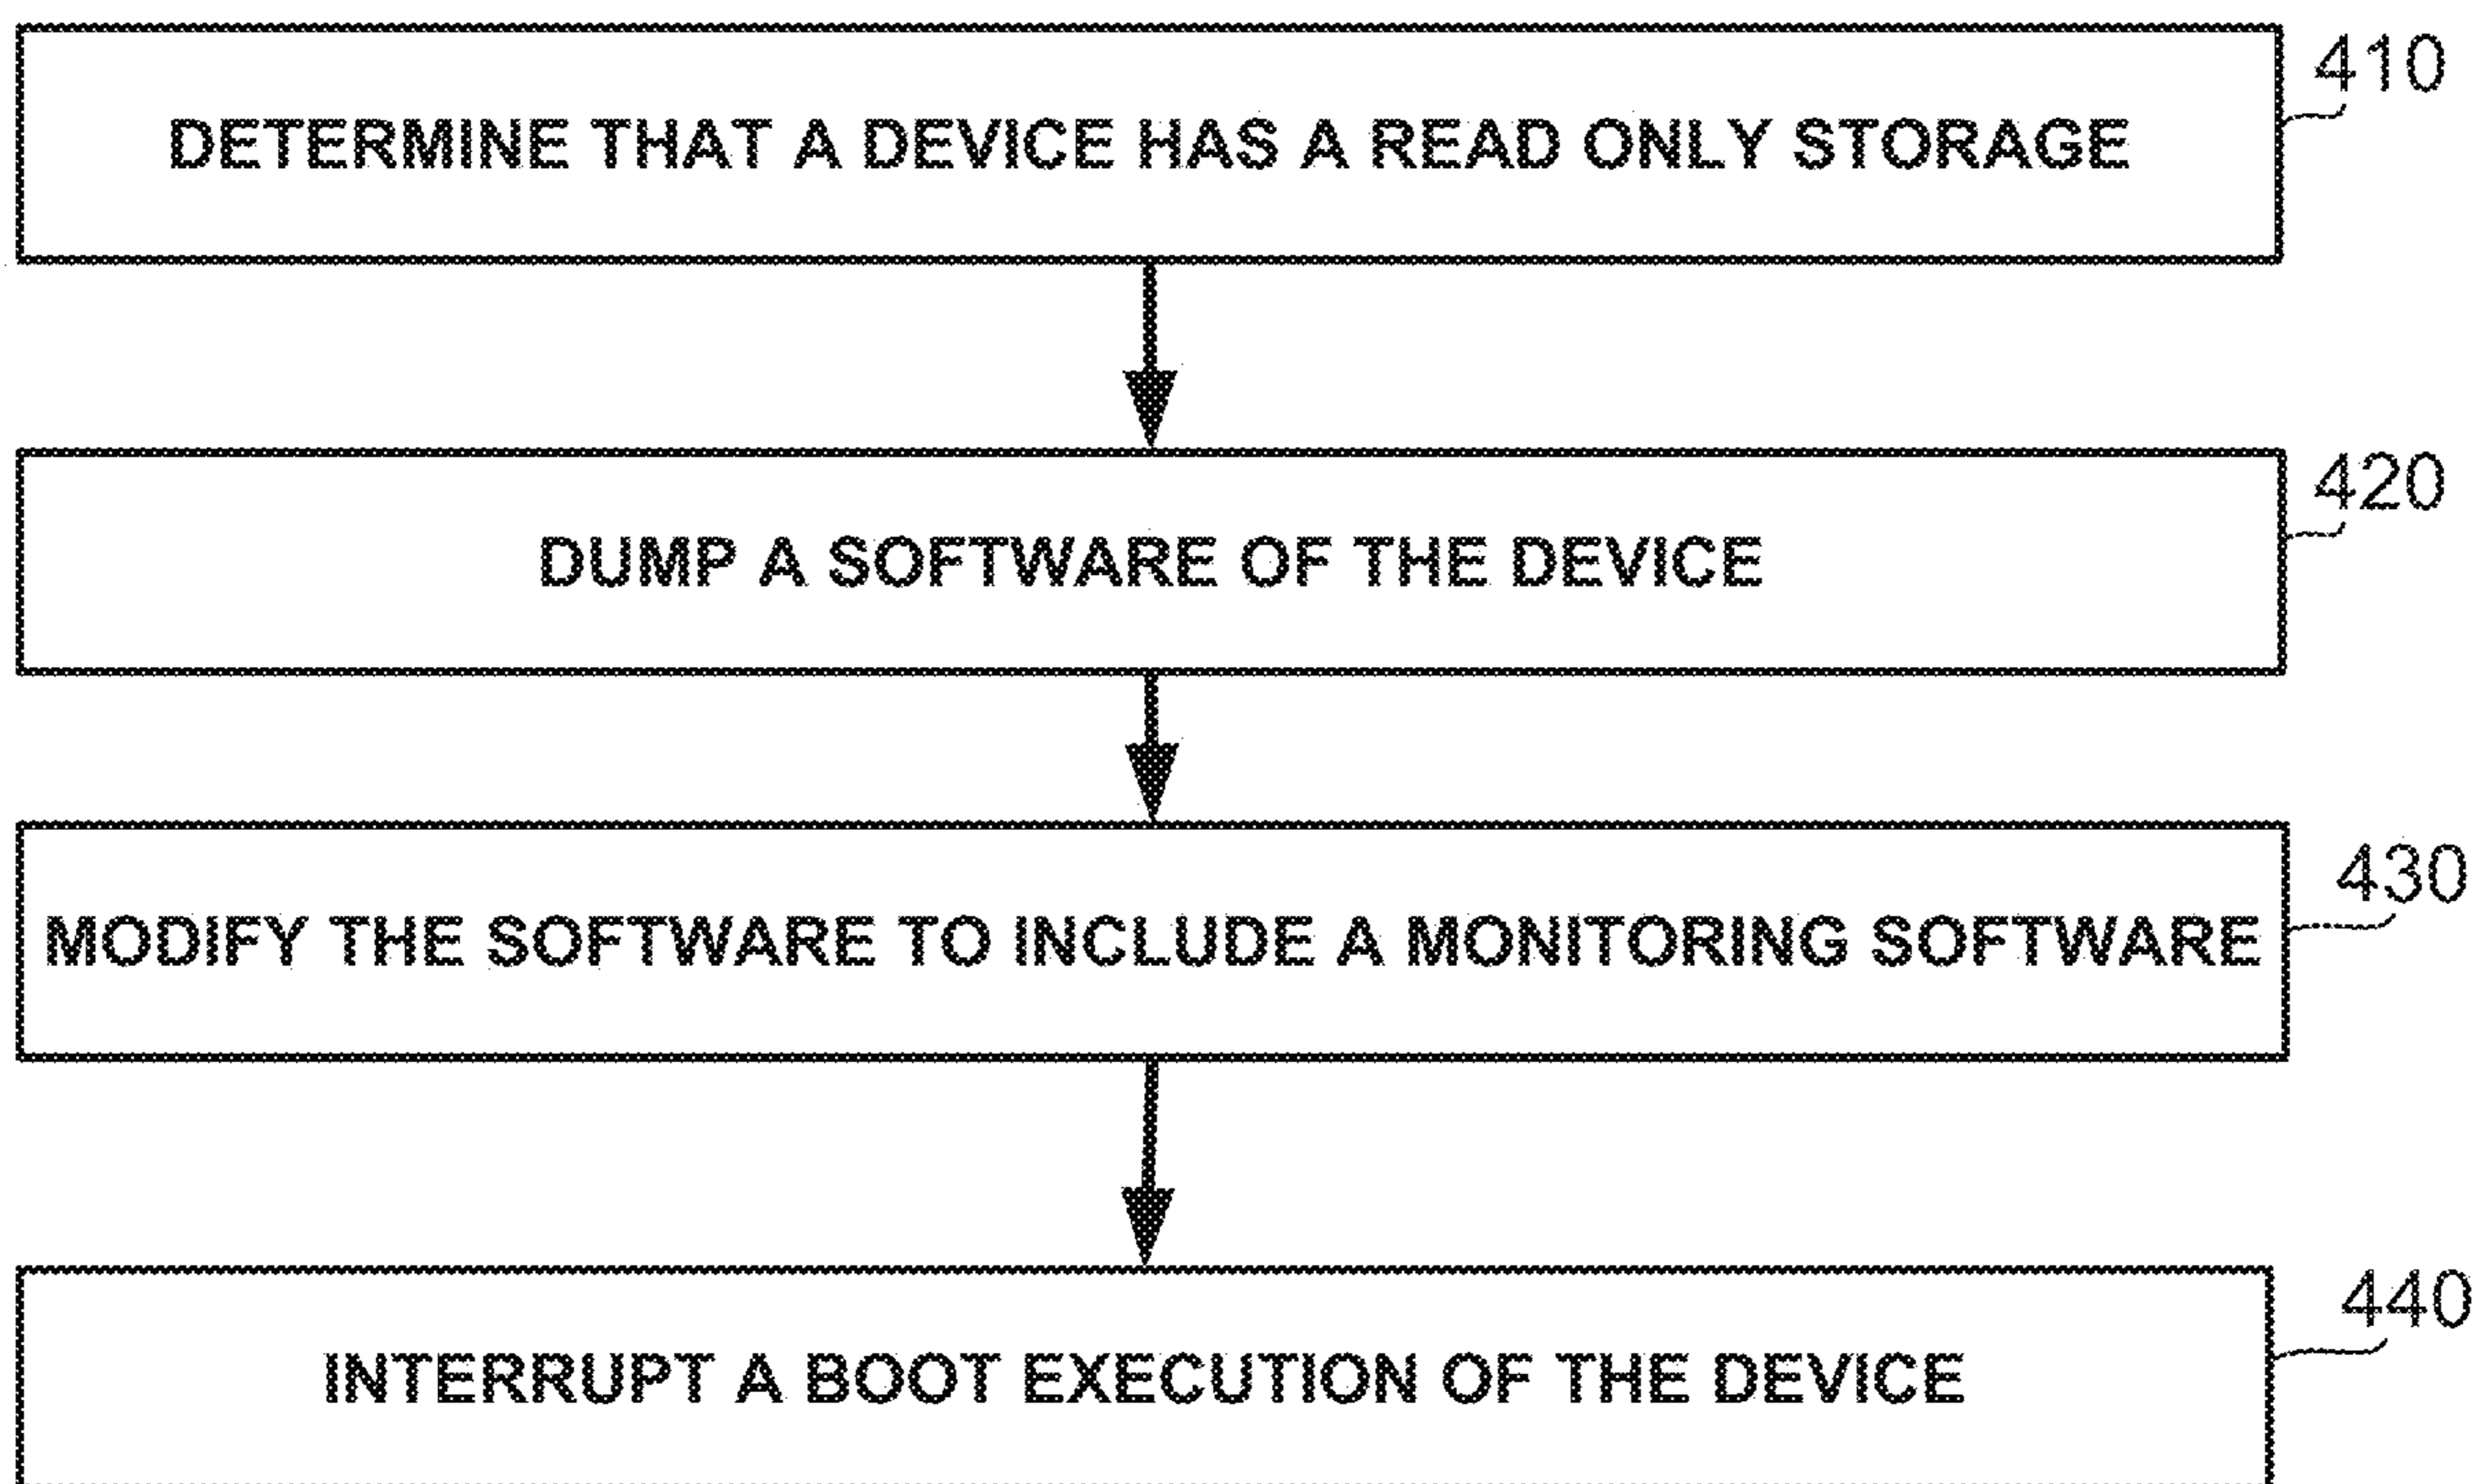 410
DETERMINE THAT A DEVICE HAS A READ ONLY STORAGE
420
DUMP A SOFTWARE OF THE DEVICE
430
MODIFY THE SOFTWARE TO INCLUDE A MONITORING SOFTWARE
440
INTERRUPT A BOOT EXECUTION OF THE DEVICE